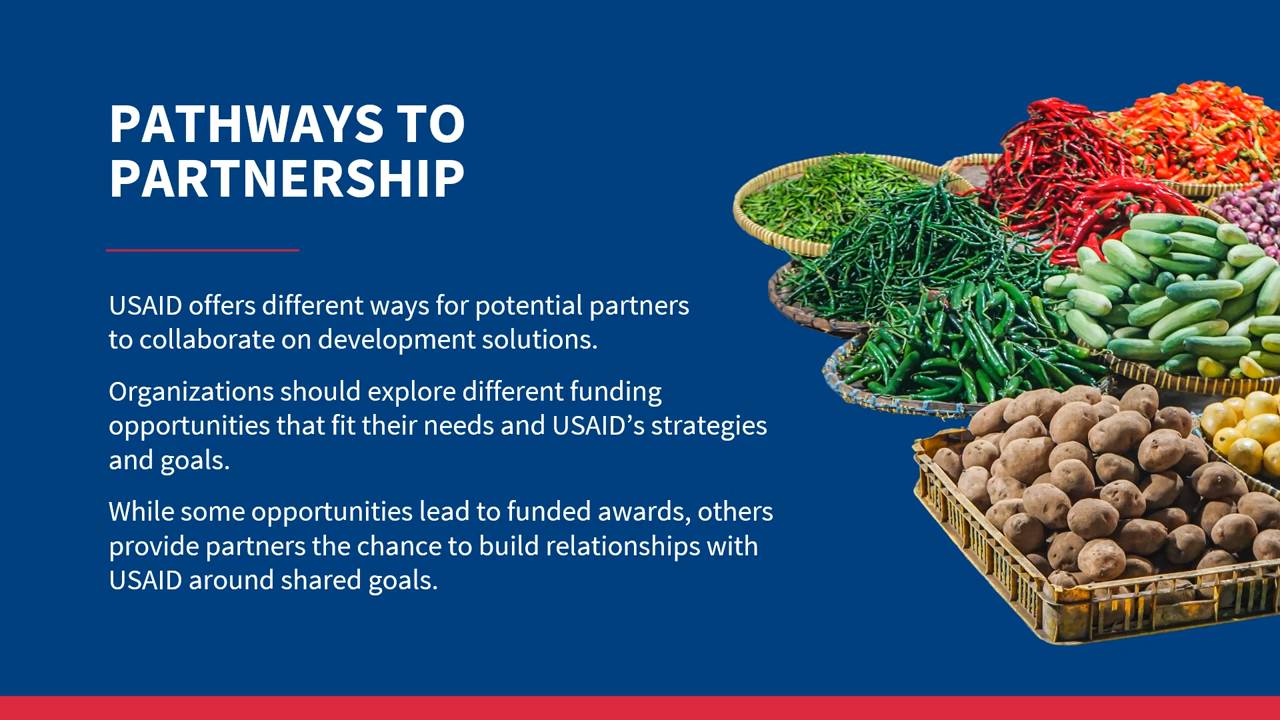 PATHWAYS TO
PARTNERSHIP
USAID offers different ways for potential partners
to collaborate on development solutions.
Organizations should explore different funding
opportunities that fit their needs and USAID’s strategies
and goals.
While some opportunities lead to funded awards, others
provide partners the chance to build relationships with
USAID around shared goals.